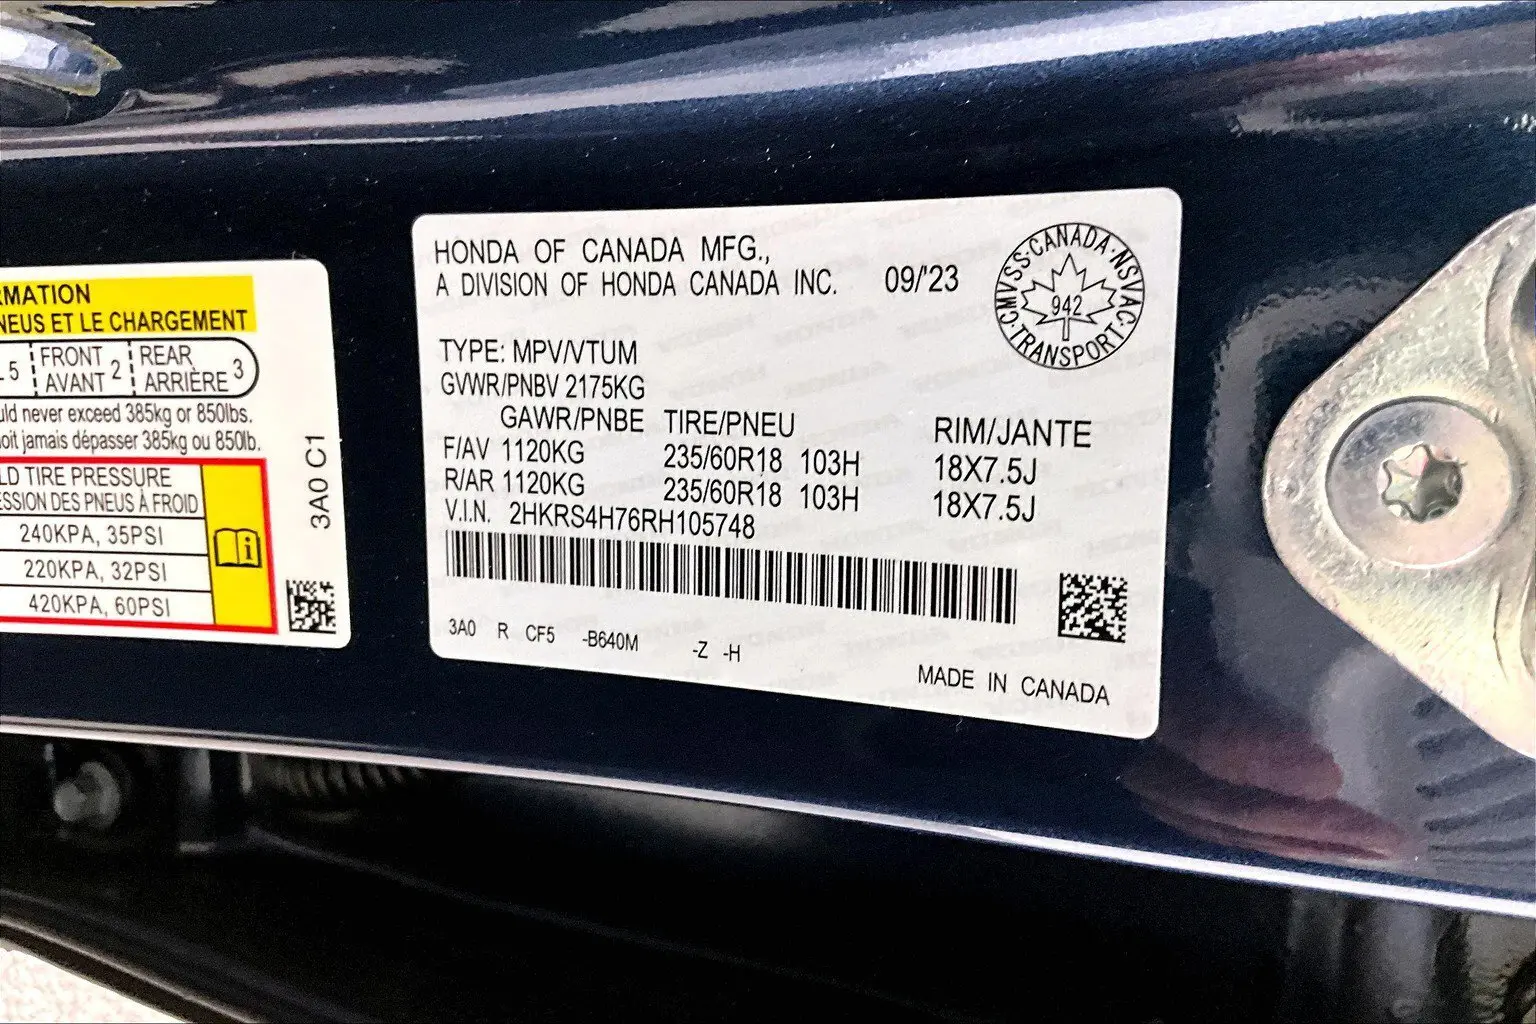 RMATION
NEUS ET LE CHARGEMENT
5 FRONT AVANT 2 REAR ARRIÈRE 3
never exceed 385kg or 850lbs.
jamais dépasser 385kg ou 850lb.
TIRE PRESSURE
DES PNEUS À FROID
240KPA, 35PSI
220KPA, 32PSI
420KPA, 60PSI
3A0 C1
HONDA OF CANADA MFG.,
A DIVISION OF HONDA CANADA INC. 09/'23
CMVSS·CANADA·NSVAC·TRANSPORT·
942
TYPE: MPV/VTUM
GVWR/PNBV 2175KG
GAWR/PNBE TIRE/PNEU RIM/JANTE
F/AV 1120KG 235/60R18 103H 18X7.5J
R/AR 1120KG 235/60R18 103H 18X7.5J
V.I.N. 2HKRS4H76RH105748
3A0 R CF5 -B640M -Z -H
MADE IN CANADA